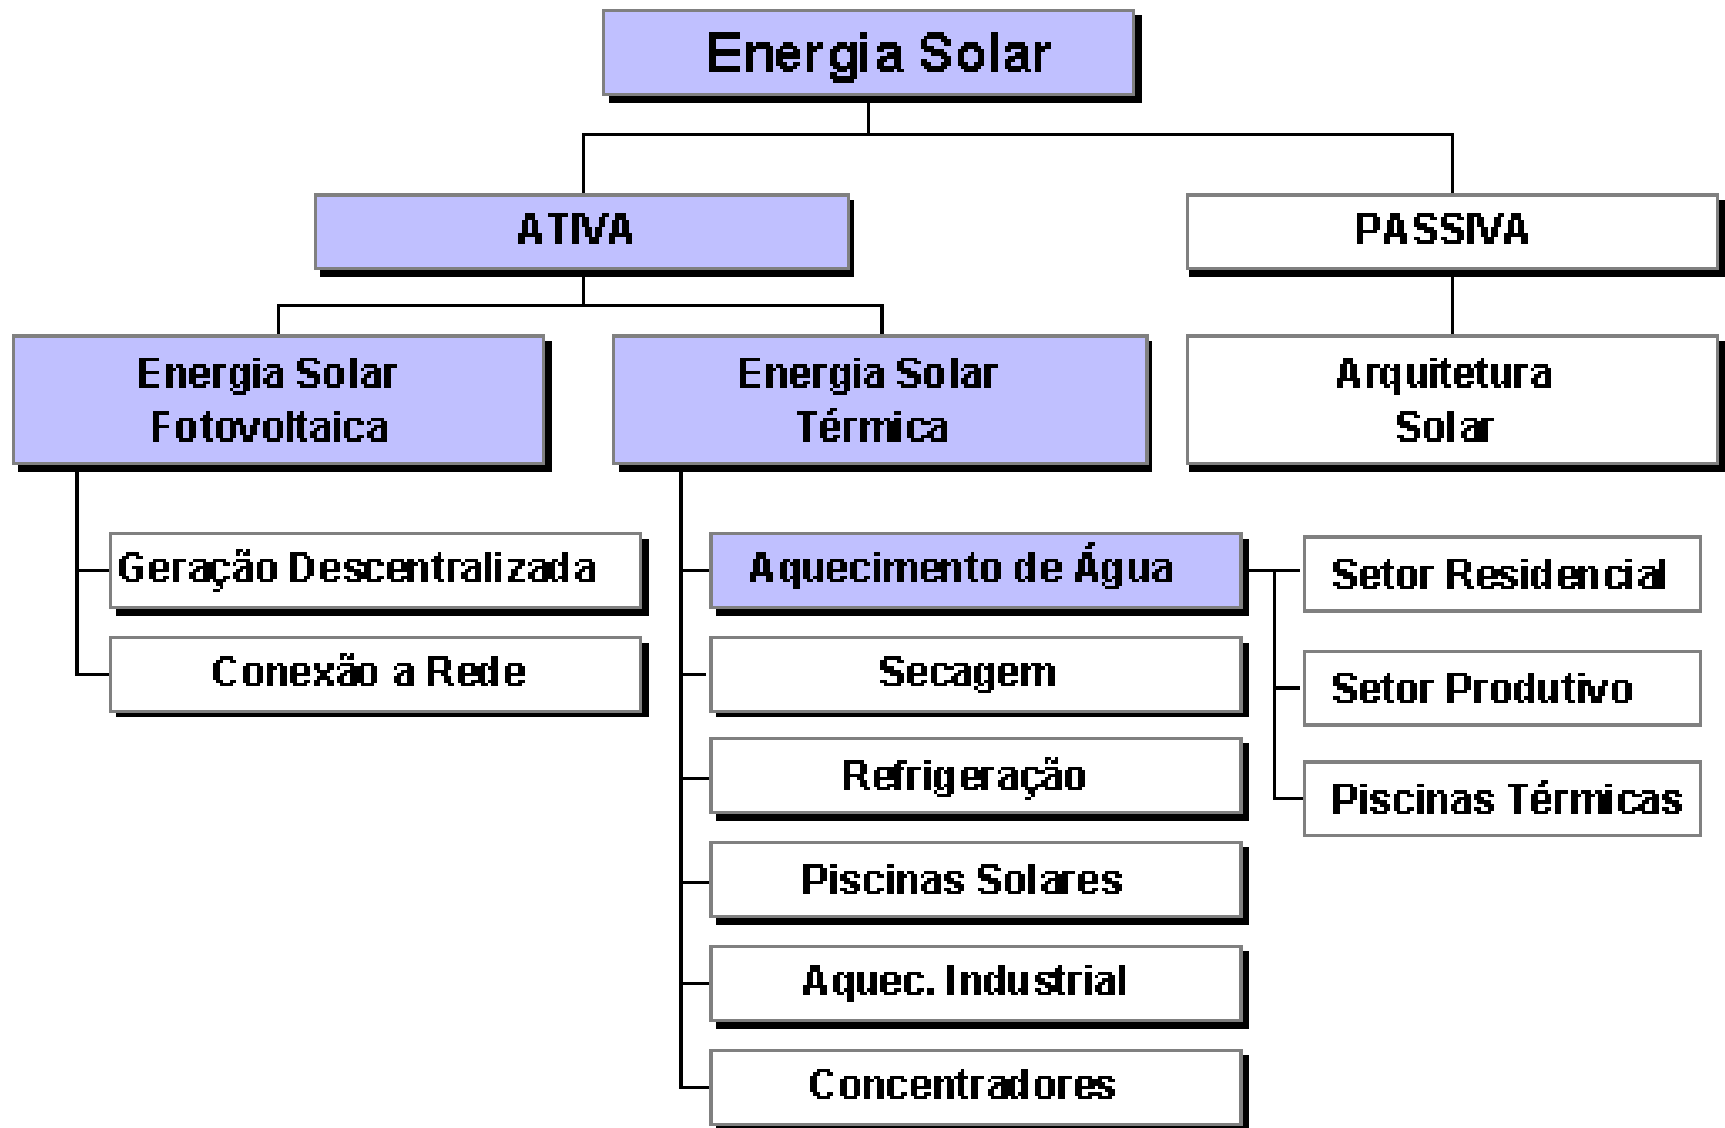 Energia Solar
ATIVA
PASSIVA
Energia Solar
Fotovoltaica
Energia Solar
Térmica
Arquitetura
Solar
Geração Descentralizada
Conexão a Rede
Aquecimento de Água
Secagem
Refrigeração
Piscinas Solares
Aquec. Industrial
Concentradores
Setor Residencial
Setor Produtivo
Piscinas Térmicas